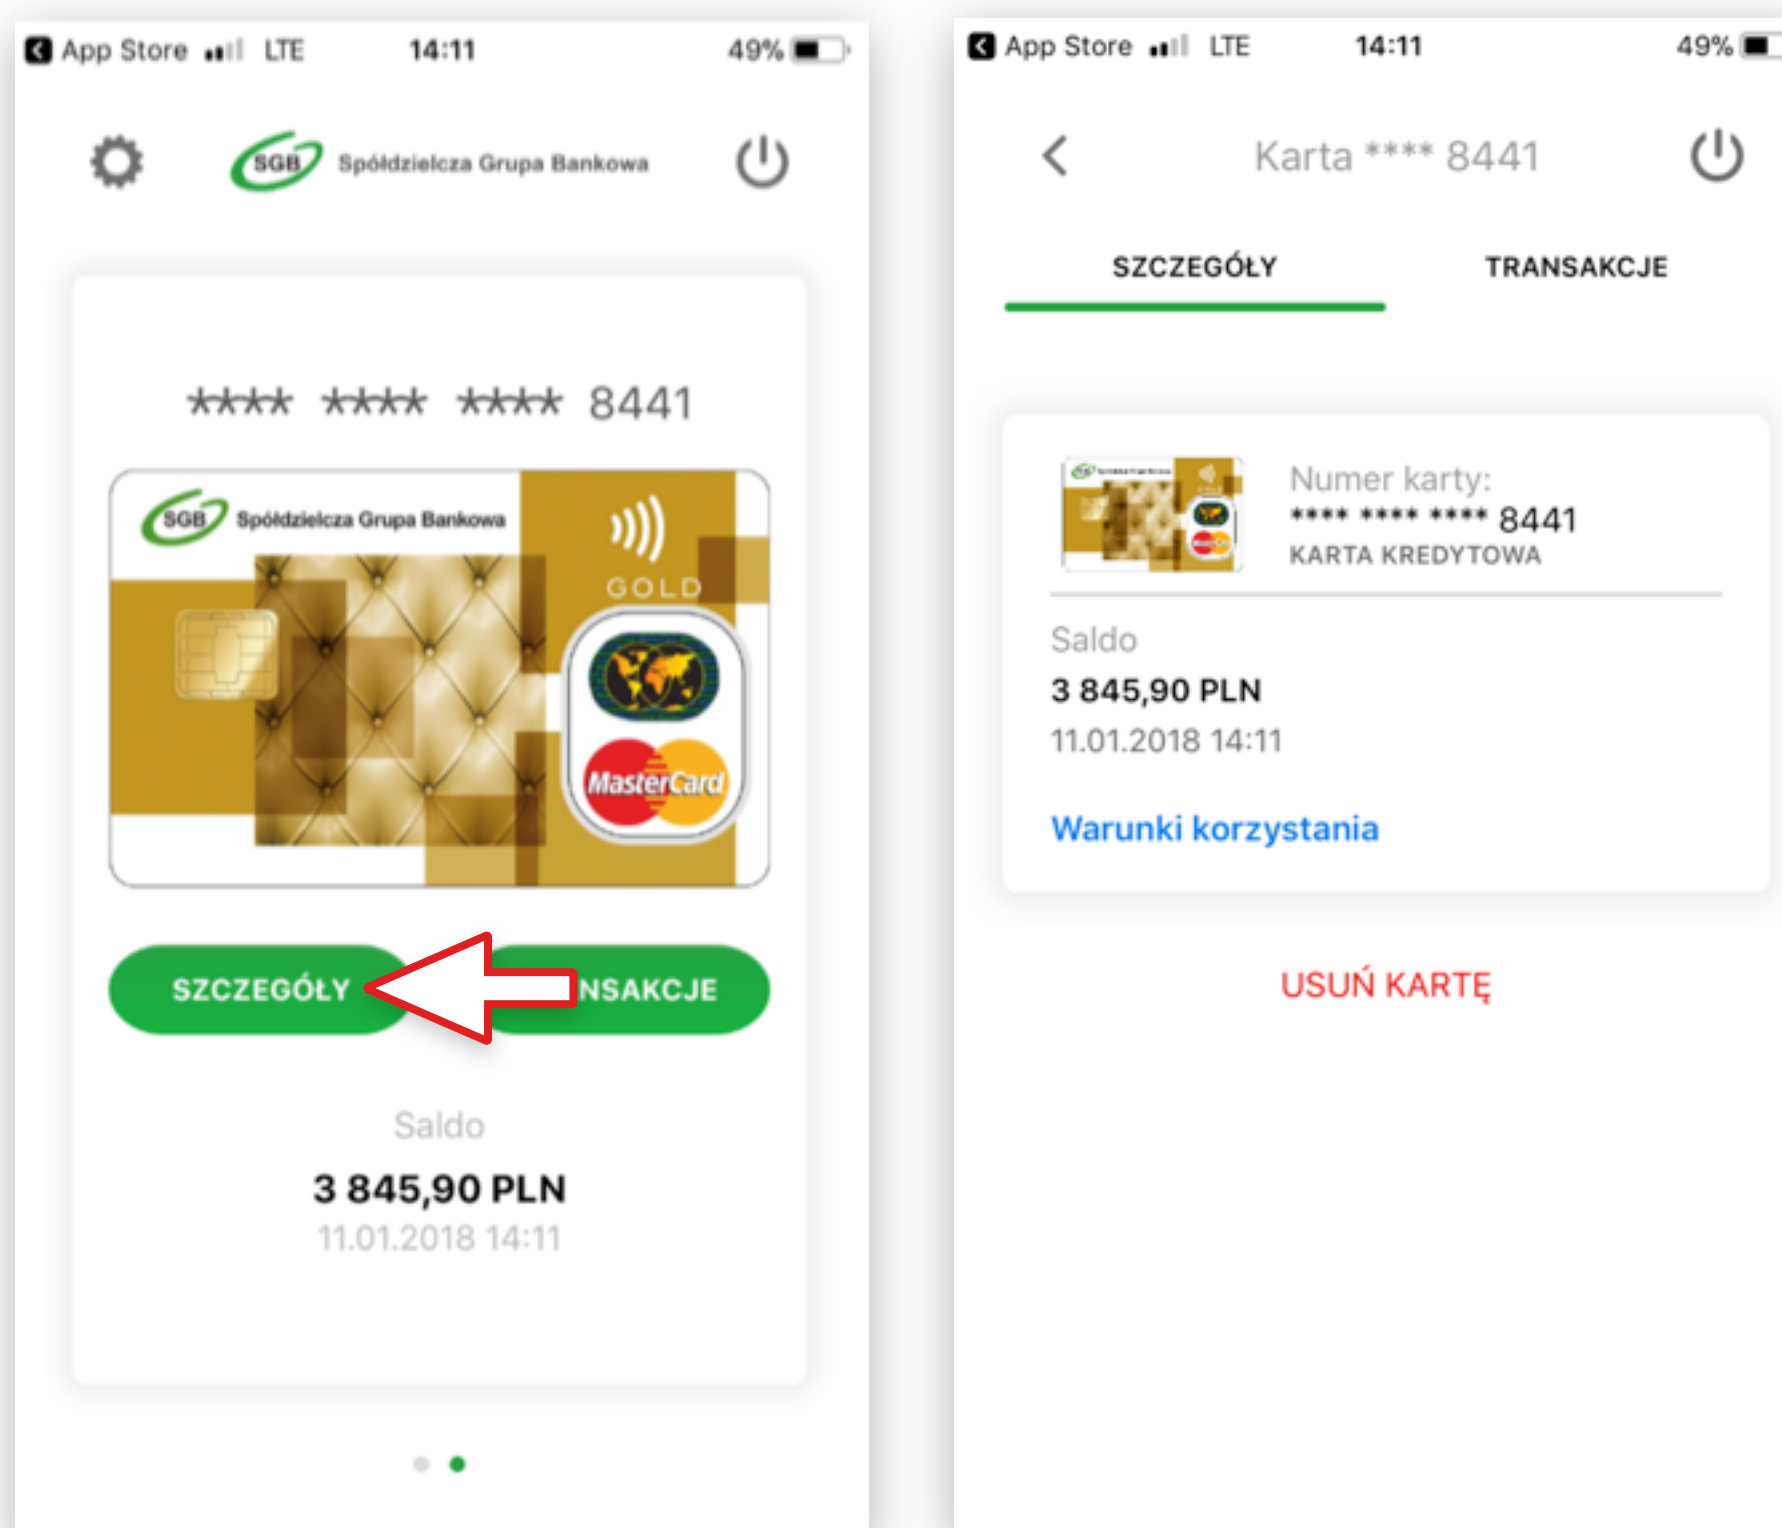 App Store LTE 14:11 49%
SGB Spółdzielcza Grupa Bankowa
**** **** **** 8441
SGB Spółdzielcza Grupa Bankowa
GOLD
MasterCard
SZCZEGÓŁY
NSAKCJE
Saldo
3 845,90 PLN
11.01.2018 14:11
App Store LTE 14:11 49%
Karta **** 8441
SZCZEGÓŁY TRANSAKCJE
Numer karty:
**** **** **** 8441
KARTA KREDYTOWA
Saldo
3 845,90 PLN
11.01.2018 14:11
Warunki korzystania
USUŃ KARTĘ